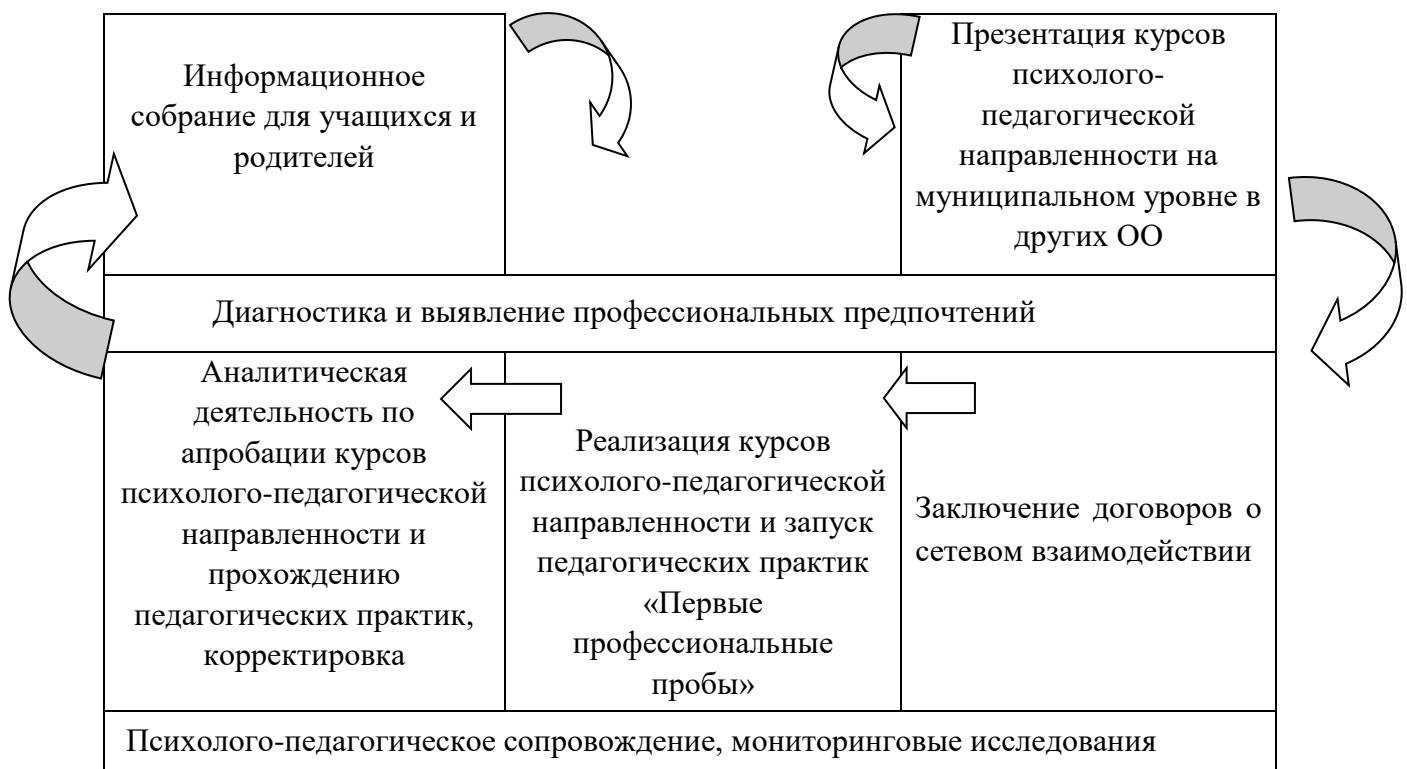 Информационное
собрание для учащихся и
родителей
Презентация курсов
психолого-
педагогической
направленности на
муниципальном уровне в
других ОО
Диагностика и выявление профессиональных предпочтений
Аналитическая
деятельность по
апробации курсов
психолого-педагогической
направленности и
прохождению
педагогических практик,
корректировка
Реализация курсов
психолого-педагогической
направленности и запуск
педагогических практик
«Первые
профессиональные
пробы»
Заключение договоров о
сетевом взаимодействии
Психолого-педагогическое сопровождение, мониторинговые исследования